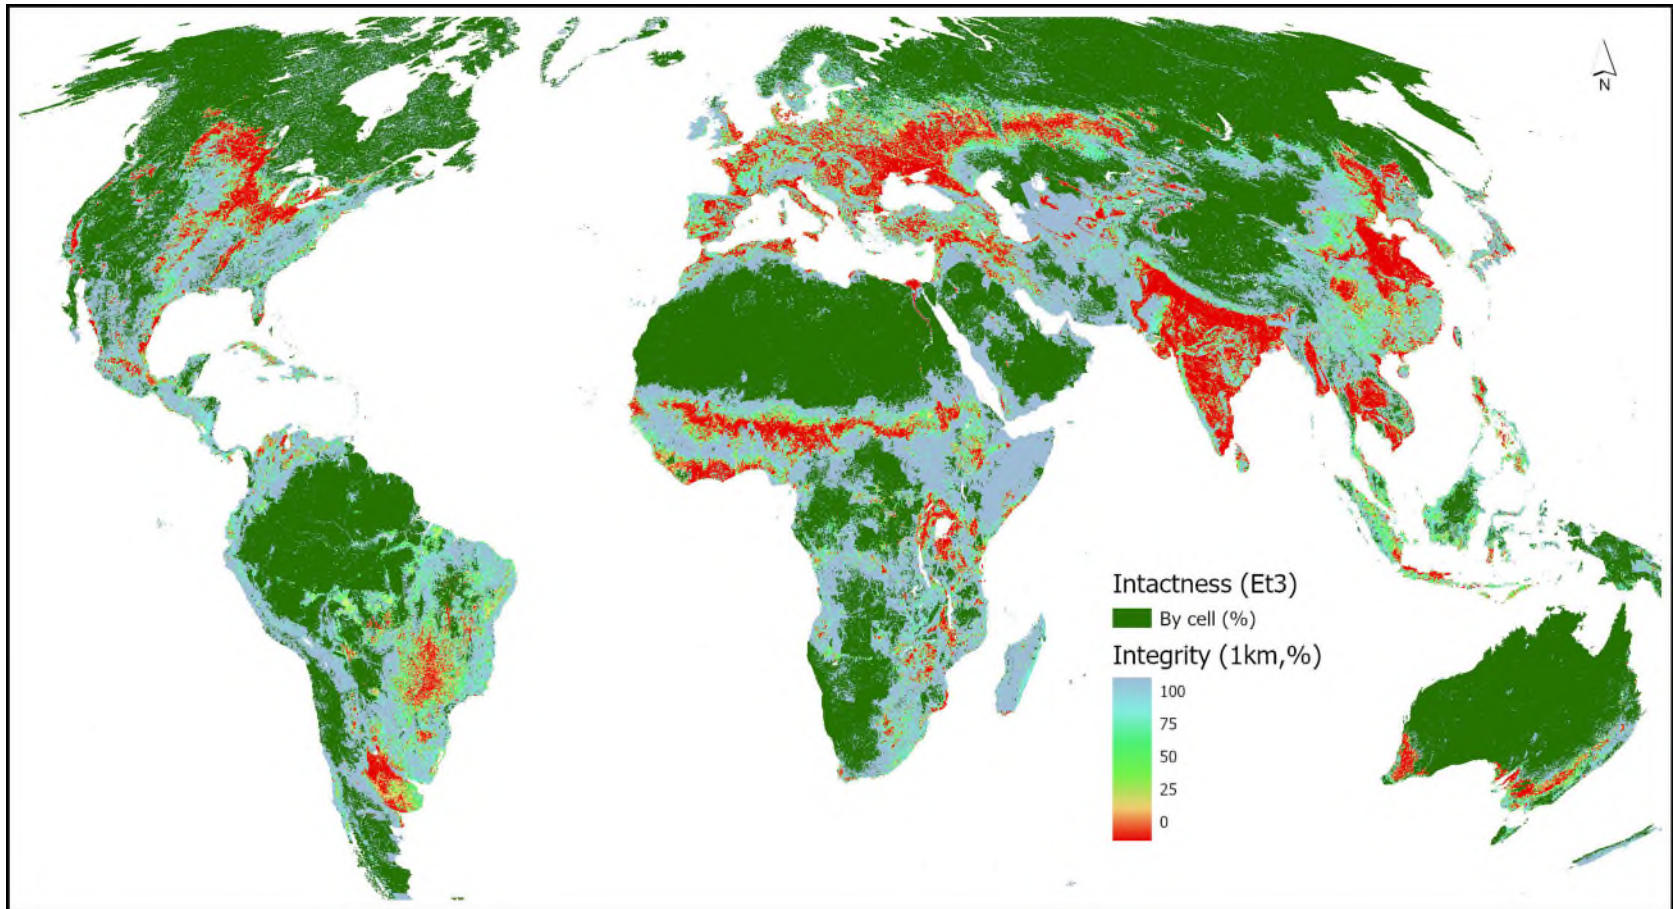 N
Intactness (Et3)
By cell (%)
Integrity (1km,%)
100
75
50
25
0